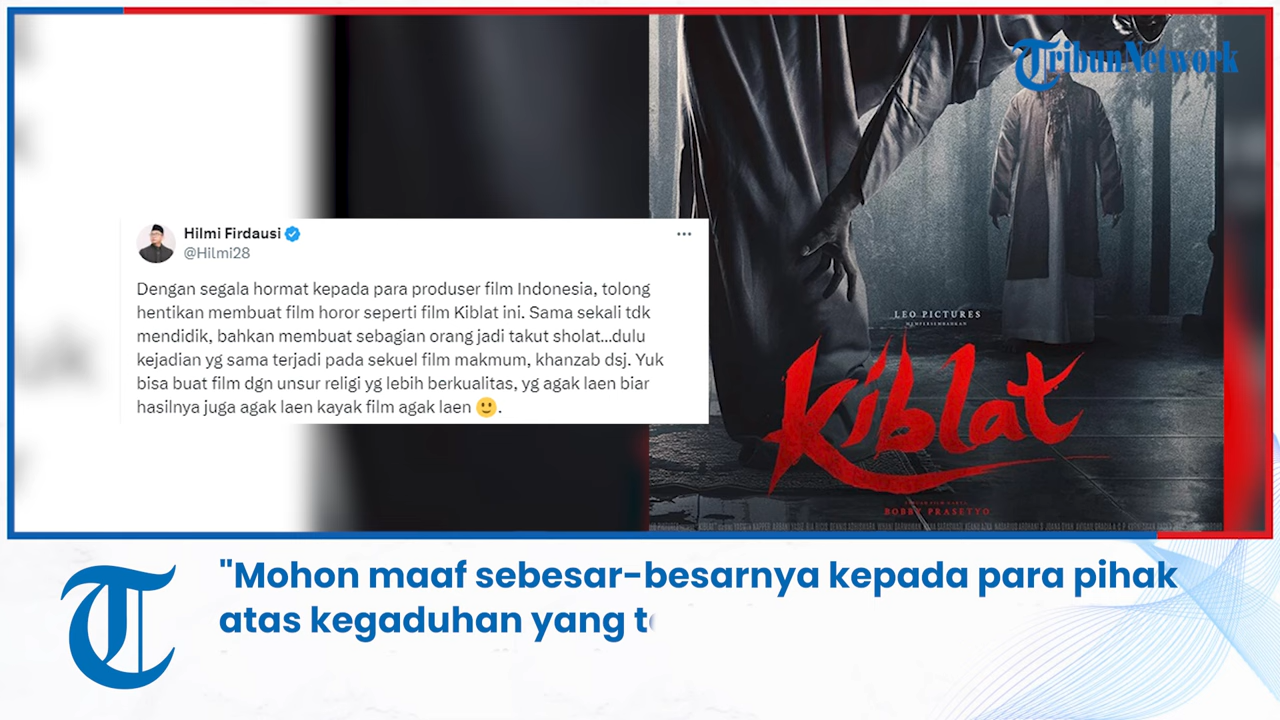 TribunNetwork
Hilmi Firdausi
@Hilmi28
Dengan segala hormat kepada para produser film Indonesia, tolong
hentikan membuat film horor seperti film Kiblat ini. Sama sekali tdk
mendidik, bahkan membuat sebagian orang jadi takut sholat...dulu
kejadian yg sama terjadi pada sekuel film makmum, khanzab dsj. Yuk
bisa buat film dgn unsur religi yg lebih berkualitas, yg agak laen biar
hasilnya juga agak laen kayak film agak laen 🙂.
LEO PICTURES
MEMPERSEMBAHKAN
Kiblat
BOBBY PRASETYO
"Mohon maaf sebesar-besarnya kepada para pihak
atas kegaduhan yang t